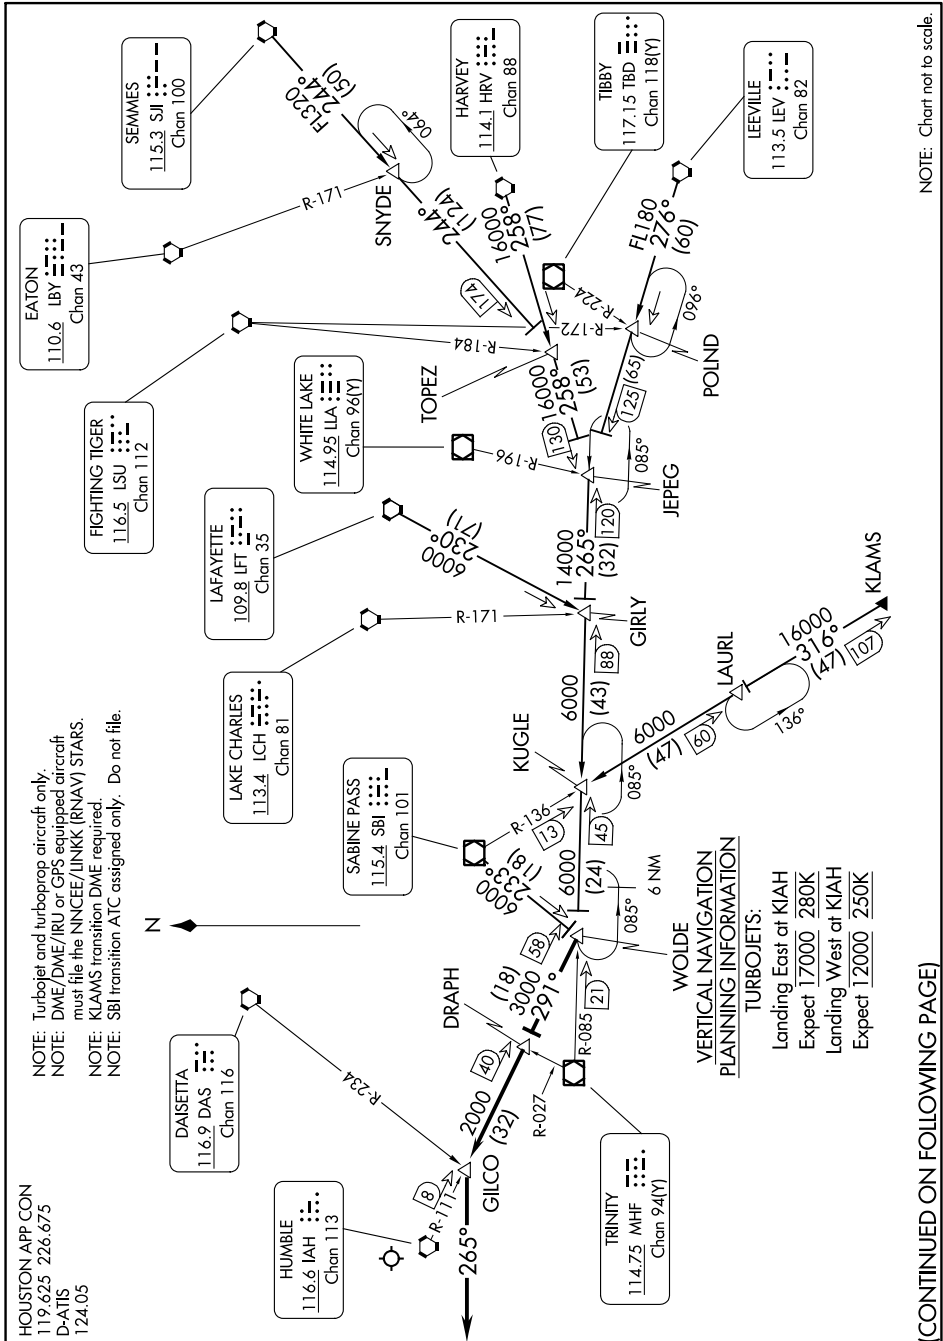 HOUSTON APP CON
119.625 226.675
D-ATIS
124.05
NOTE: Turbojet and turboprop aircraft only.
NOTE: DME/DME/IRU or GPS equipped aircraft
must file the NNCEE/LINKK (RNAV) STARS.
NOTE: KLAMS transition DME required.
NOTE: SBI transition ATC assigned only. Do not file.
N
EATON
110.6 LBY
Chan 43
SEMMES
115.3 SJI
Chan 100
FIGHTING TIGER
116.5 LSU
Chan 112
LAFAYETTE
109.8 LFT
Chan 35
LAKE CHARLES
113.4 LCH
Chan 81
WHITE LAKE
114.95 LLA
Chan 96(Y)
HARVEY
114.1 HRV
Chan 88
TIBBY
117.15 TBD
Chan 118(Y)
LEEVILLE
113.5 LEV
Chan 82
SABINE PASS
115.4 SBI
Chan 101
DAISETTA
116.9 DAS
Chan 116
HUMBLE
116.6 IAH
Chan 113
TRINITY
114.75 MHF
Chan 94(Y)
R-171
FL320
244°
(50)
064°
SNYDE
244°
(124)
174
R-184
16000
258°
(77)
TOPEZ
R-172
R-224
FL180
276°
(60)
096°
POLND
(65)
125
16000
258°
(53)
130
R-196
085°
JEPEG
120
14000
265°
(32)
6000
230°
(71)
R-171
GIRLY
88
6000
(43)
KUGLE
R-136
13
45
085°
6000
(47)
60
LAURL
136°
16000
316°
(47)
107
KLAMS
6000
233°
(18)
58
6000
(24)
6 NM
085°
WOLDE
21
R-085
DRAPH
(18)
3000
291°
40
R-027
2000
(32)
R-234
GILCO
8
R-111
265°
VERTICAL NAVIGATION
PLANNING INFORMATION
TURBOJETS:
Landing East at KIAH
Expect 17000 280K
Landing West at KIAH
Expect 12000 250K
NOTE: Chart not to scale.
(CONTINUED ON FOLLOWING PAGE)